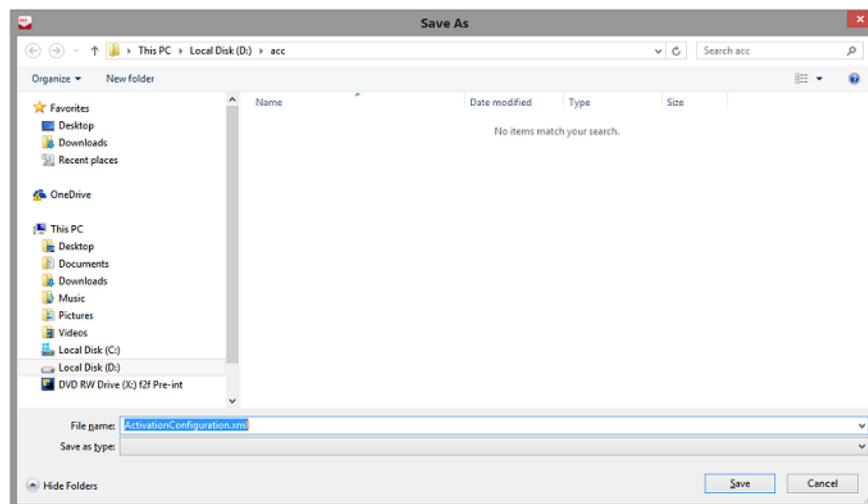 Save As
This PC Local Disk (D:) acc
Search acc
Organize
New folder
Name Date modified Type Size
No items match your search.
Favorites
Desktop
Downloads
Recent places
OneDrive
This PC
Desktop
Documents
Downloads
Music
Pictures
Videos
Local Disk (C:)
Local Disk (D:)
DVD RW Drive (X:) f2f Pre-int
File name: ActivationConfiguration.xml
Save as type:
Hide Folders
Save Cancel